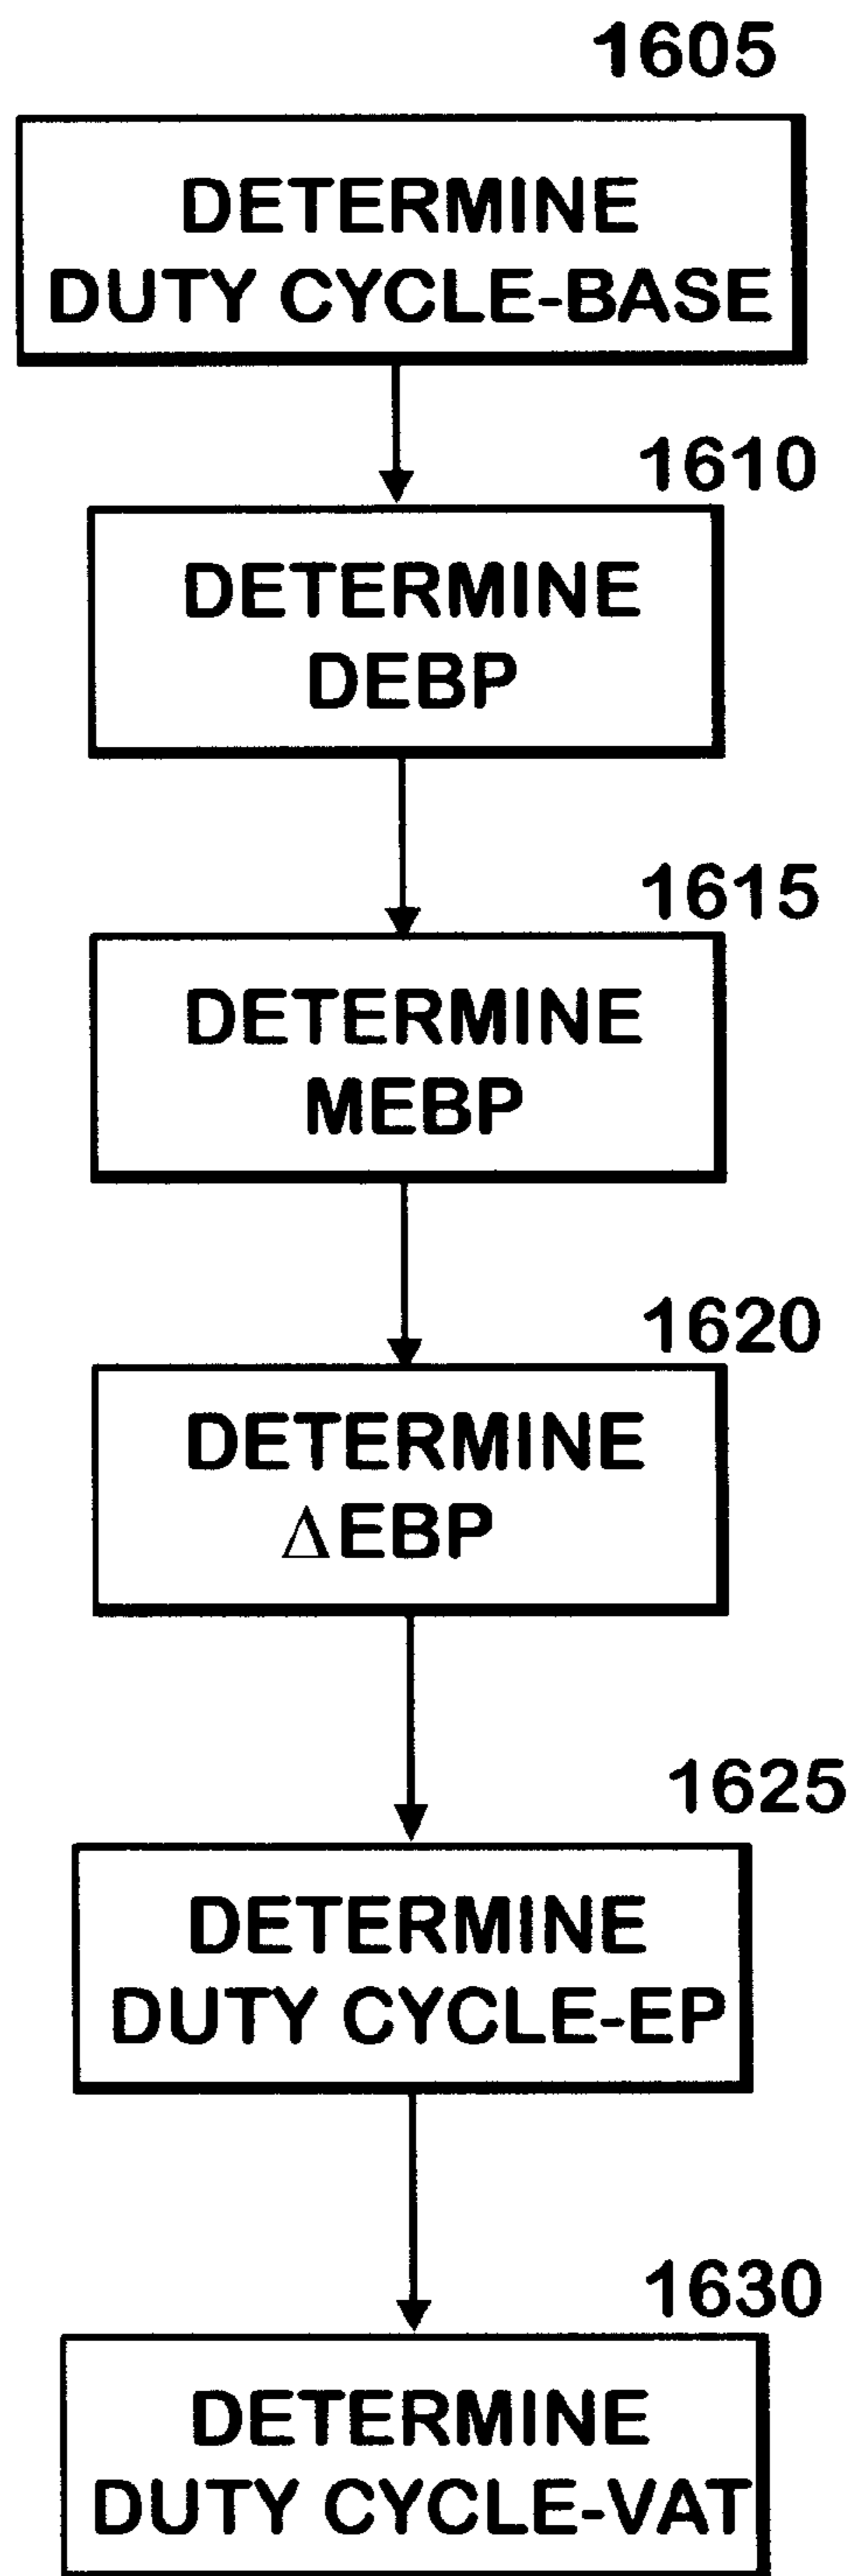 1605
DETERMINE
DUTY CYCLE-BASE
1610
DETERMINE
DEBP
1615
DETERMINE
MEBP
1620
DETERMINE
ΔEBP
1625
DETERMINE
DUTY CYCLE-EP
1630
DETERMINE
DUTY CYCLE-VAT